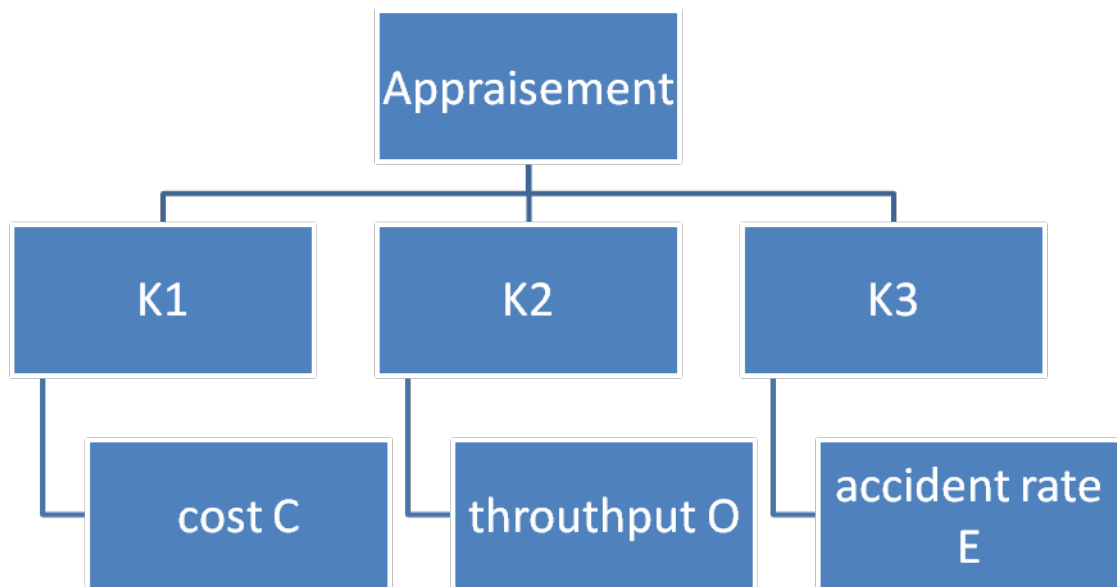 Appraisement
K1
K2
K3
cost C
throuthput O
accident rate
E